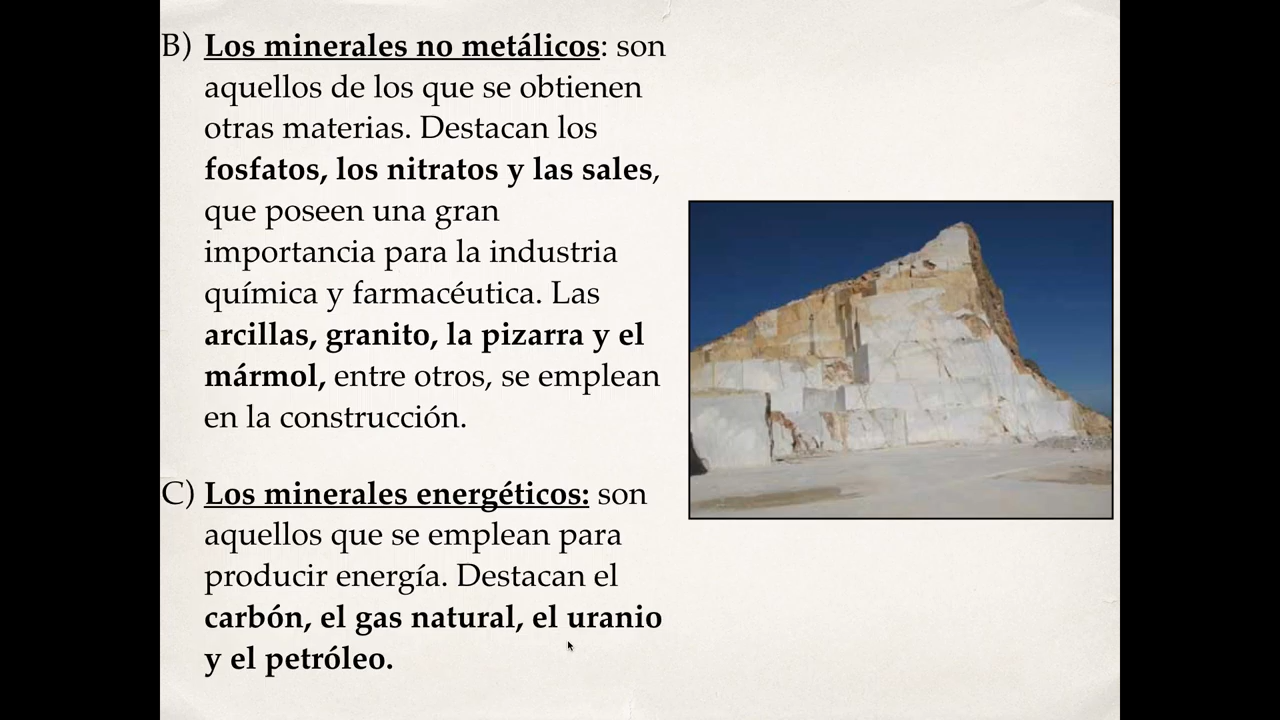 B) Los minerales no metálicos: son
aquellos de los que se obtienen
otras materias. Destacan los
fosfatos, los nitratos y las sales,
que poseen una gran
importancia para la industria
química y farmacéutica. Las
arcillas, granito, la pizarra y el
mármol, entre otros, se emplean
en la construcción.
C) Los minerales energéticos: son
aquellos que se emplean para
producir energía. Destacan el
carbón, el gas natural, el uranio
y el petróleo.